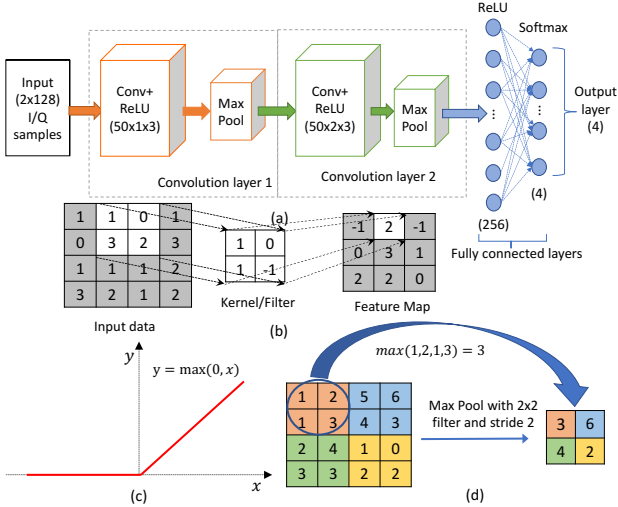 ReLU
Softmax
Input
(2x128)
I/Q
samples
Conv+
ReLU
(50x1x3)
Max
Pool
Conv+
ReLU
(50x2x3)
Max
Pool
Output
layer
(4)
Convolution layer 1
Convolution layer 2
(4)
(256)
Fully connected layers
(a)
1 1 0 1
0 3 2 3
1 1 1 2
3 2 1 2
Input data
1 0
1 -1
Kernel/Filter
-1 2 -1
0 3 1
2 2 0
Feature Map
(b)
y
y = max(0, x)
x
(c)
max(1,2,1,3) = 3
1 2 5 6
1 3 4 3
2 4 1 0
3 3 2 2
Max Pool with 2x2
filter and stride 2
3 6
4 2
(d)